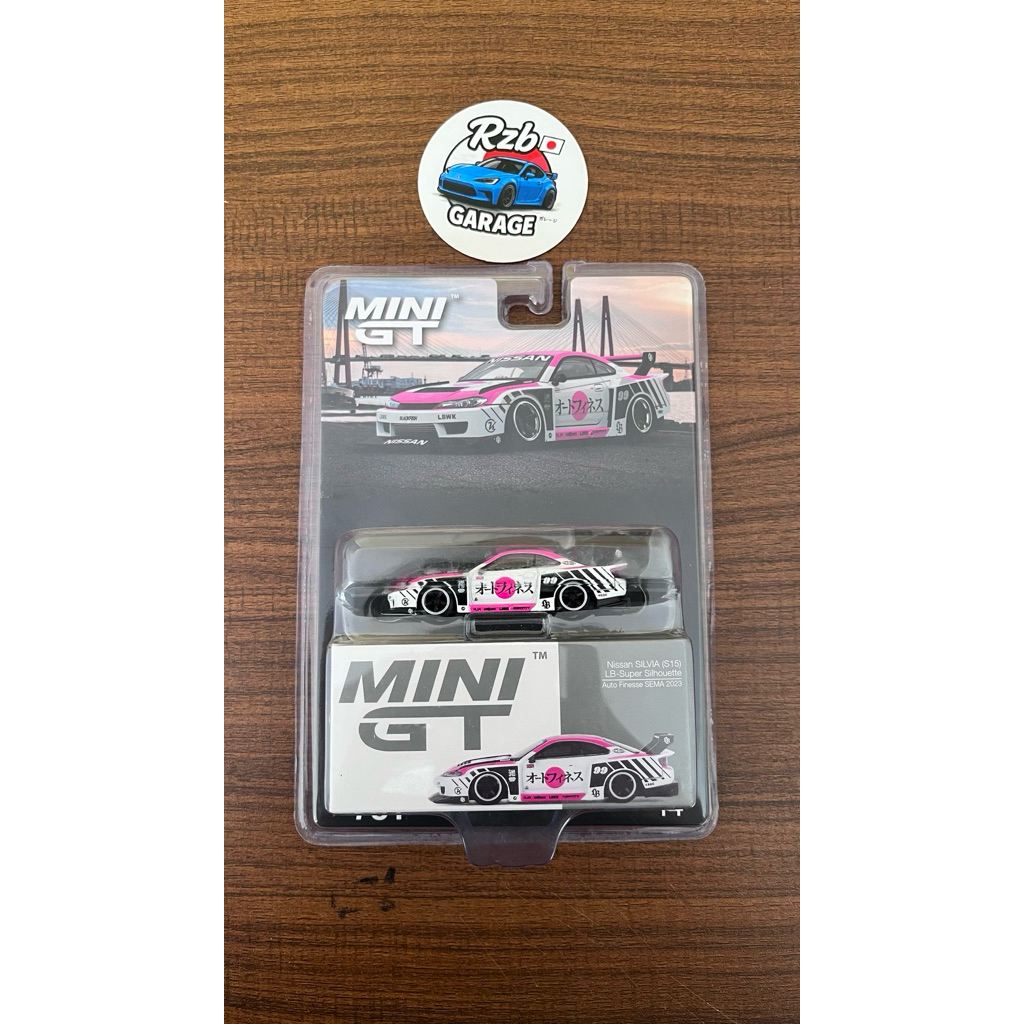 Rzb
GARAGE
MINI
GT
TM
NISSAN
オートフィネス
99
LBWK
NISSAN
オートフィネス
99
MINI
GT
TM
Nissan SILVIA (S15)
LB-Super Silhouette
Auto Finesse SEMA 2023
オートフィネス
99